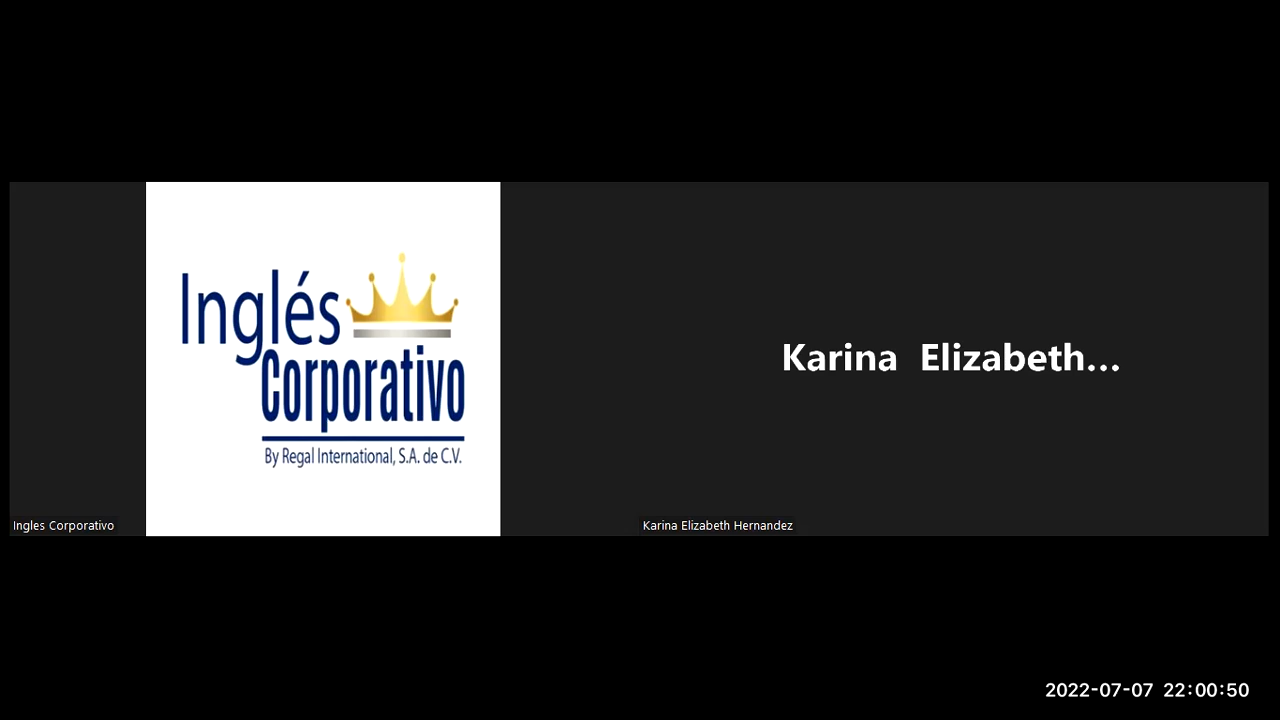 Inglés
Corporativo
By Regal International, S.A. de C.V.
Karina Elizabeth...
Ingles Corporativo
Karina Elizabeth Hernandez
2022-07-07 22:00:50